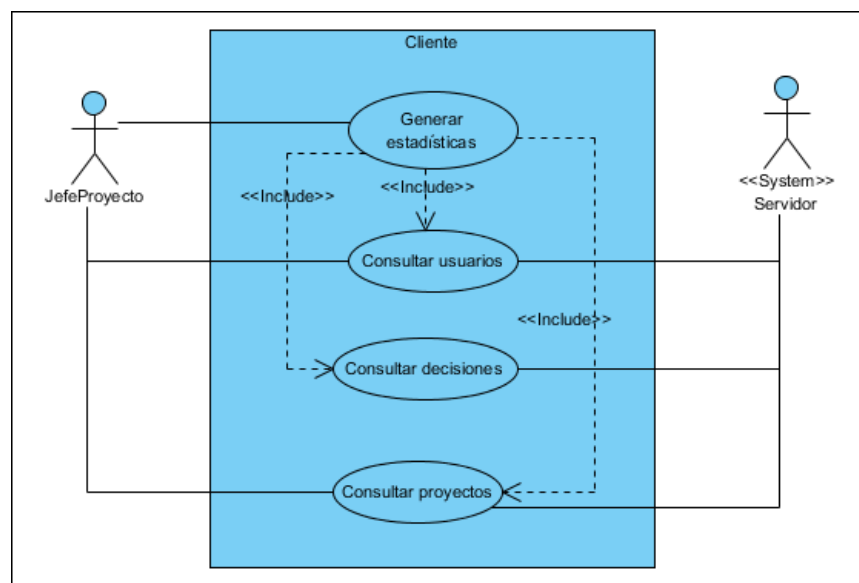 Cliente
Generar
estadísticas
JefeProyecto
<<System>>
Servidor
<<Include>>
<<Include>>
Consultar usuarios
<<Include>>
Consultar decisiones
Consultar proyectos